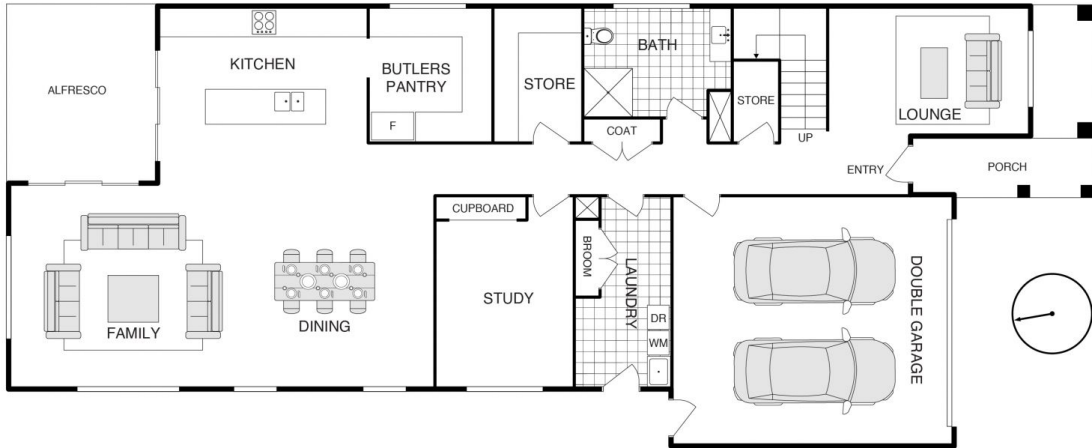 ALFRESCO
KITCHEN
BUTLERS
PANTRY
F
STORE
BATH
COAT
STORE
UP
LOUNGE
ENTRY
PORCH
CUPBOARD
STUDY
BROOM
LAUNDRY
DR
WM
DOUBLE GARAGE
FAMILY
DINING